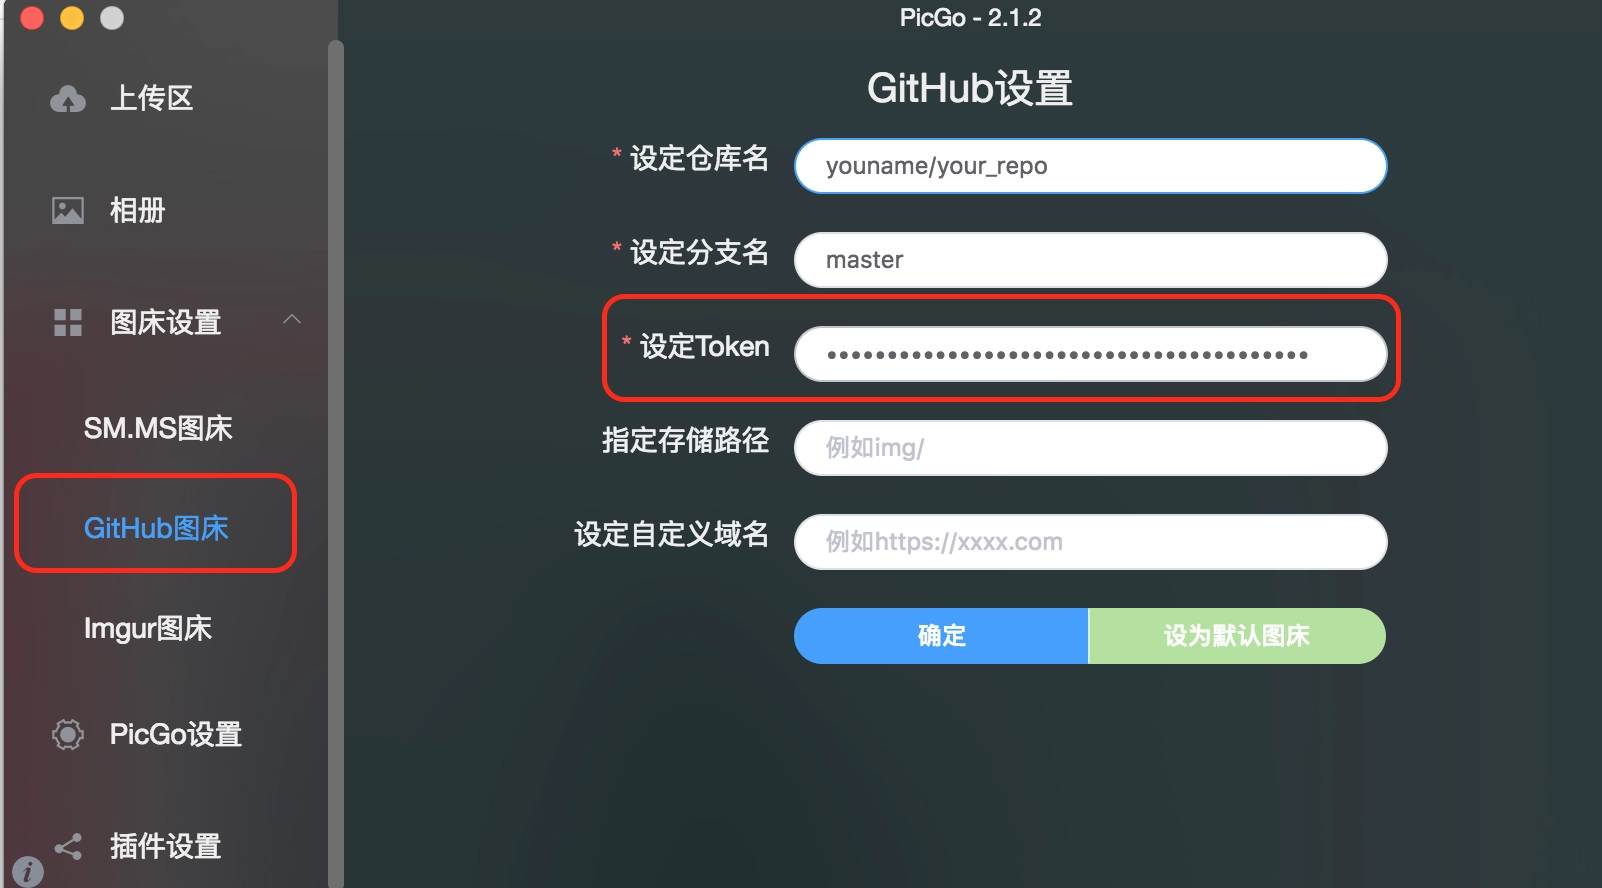 PicGo - 2.1.2
上传区
相册
图床设置
SM.MS图床
GitHub图床
Imgur图床
PicGo设置
插件设置
i
GitHub设置
* 设定仓库名
youname/your_repo
* 设定分支名
master
* 设定Token
••••••••••••••••••••••••••••••••••••••••
指定存储路径
例如img/
设定自定义域名
例如https://xxxx.com
确定
设为默认图床